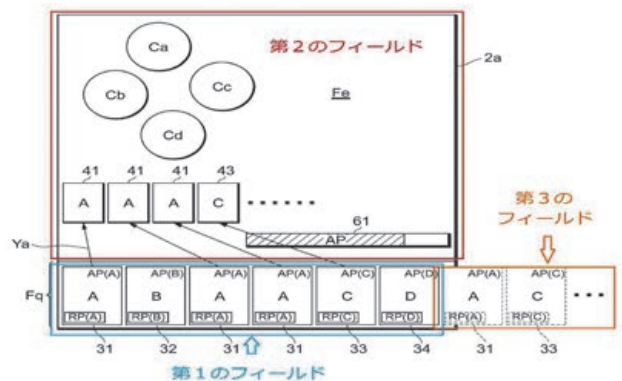 Ca
第2のフィールド
2a
Cb
Cc
Fe
Cd
41 41 41 43
A A A C ……
第3の
フィールド
61
AP
Ya
AP(A) AP(B) AP(A) AP(A) AP(C) AP(D) AP(A) AP(C)
Fq
A B A A C D A C …
RP(A) RP(B) RP(A) RP(A) RP(C) RP(D) RP(A) RP(C)
31 32 31 31 33 34 31 33
第1のフィールド